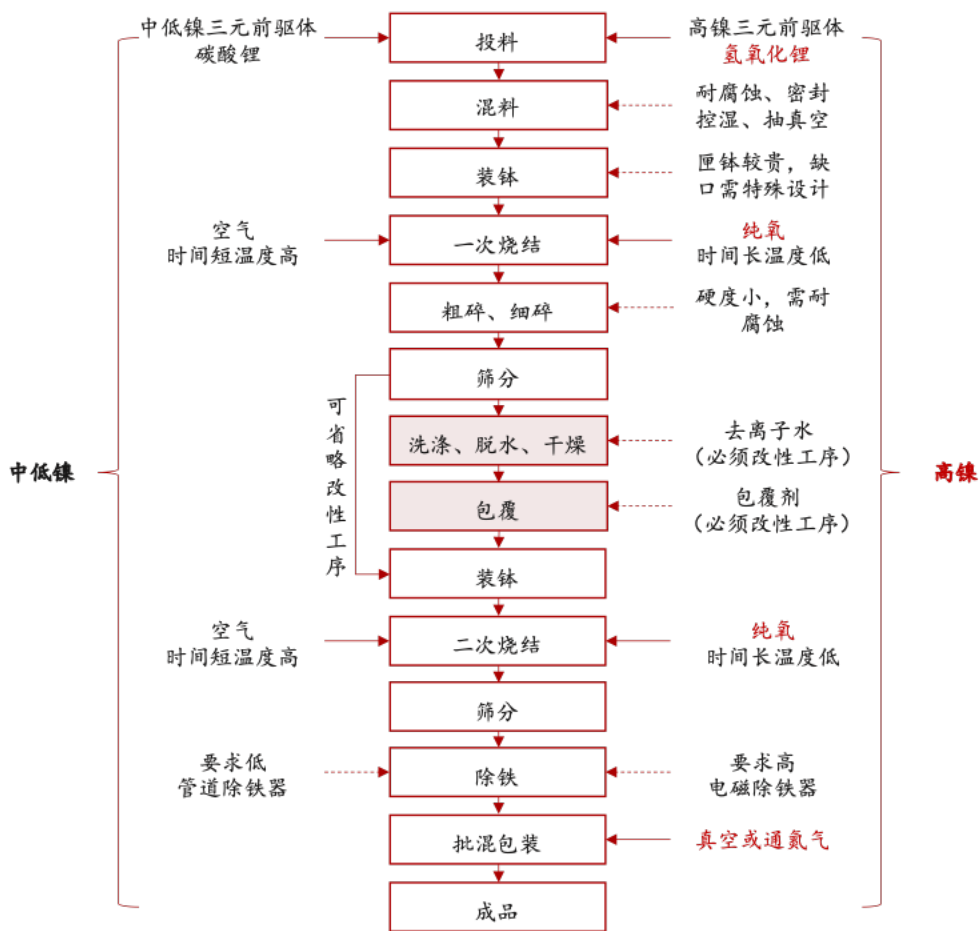 中低镍三元前驱体
碳酸锂
投料
高镍三元前驱体
氢氧化锂
混料
耐腐蚀、密封
控湿、抽真空
装钵
匣钵较贵，缺
口需特殊设计
空气
时间短温度高
一次烧结
纯氧
时间长温度低
粗碎、细碎
硬度小，需耐
腐蚀
筛分
可省略改性工序
洗涤、脱水、干燥
去离子水
（必须改性工序）
中低镍
高镍
包覆
包覆剂
（必须改性工序）
装钵
空气
时间短温度高
二次烧结
纯氧
时间长温度低
筛分
要求低
管道除铁器
除铁
要求高
电磁除铁器
批混包装
真空或通氮气
成品